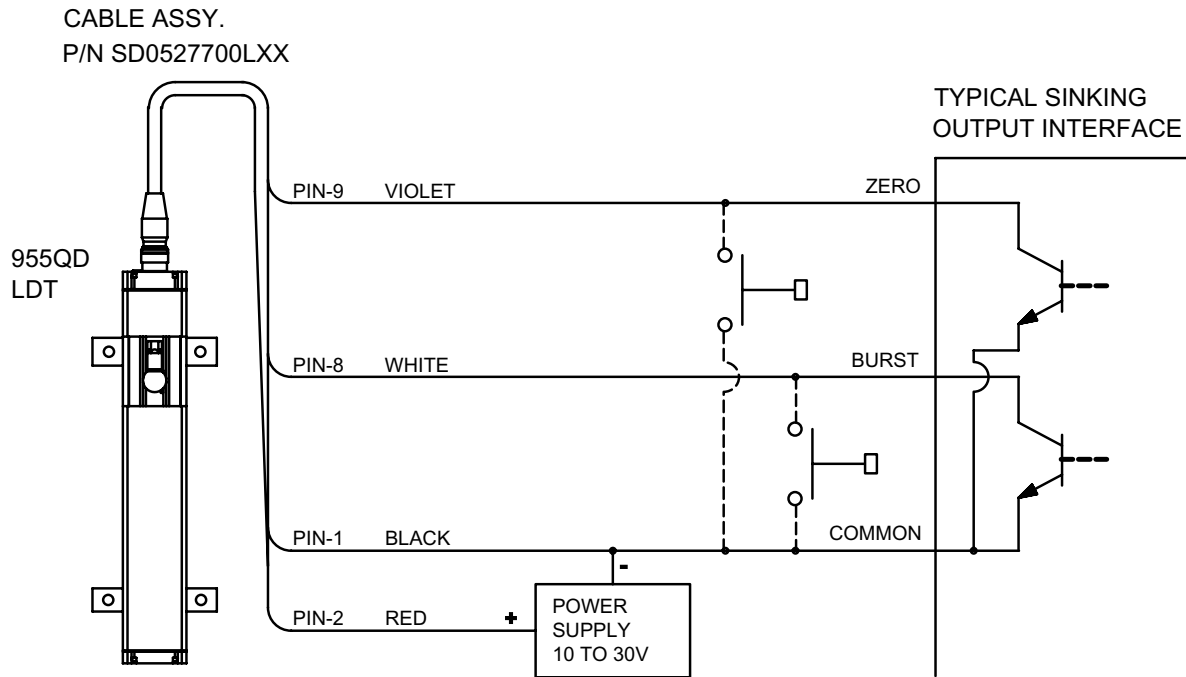 CABLE ASSY.
P/N SD0527700LXX
TYPICAL SINKING
OUTPUT INTERFACE
PIN-9 VIOLET ZERO
955QD
LDT
PIN-8 WHITE BURST
PIN-1 BLACK COMMON
-
PIN-2 RED +
POWER
SUPPLY
10 TO 30V